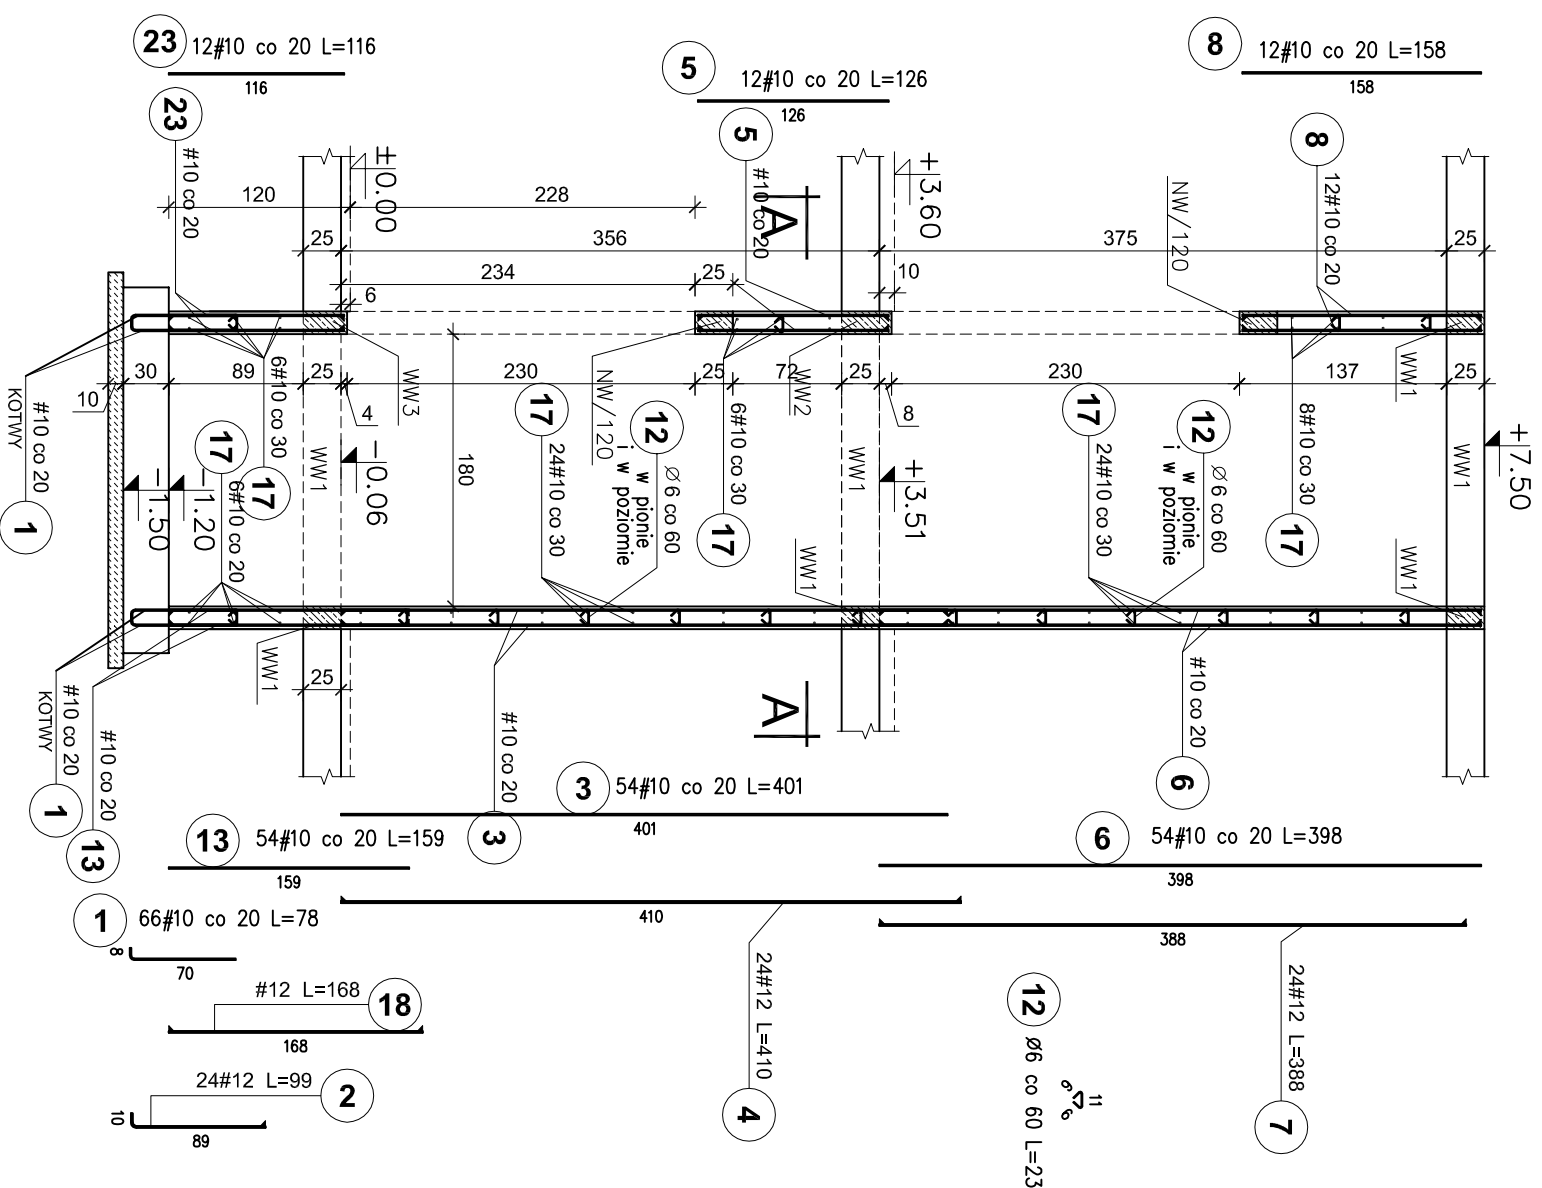 23
12#10 co 20 L=116
116
5
12#10 co 20 L=126
126
8
12#10 co 20 L=158
158
23
#10 co 20
5
#10 co 20
8
12#10 co 20
±0.00
+3.60
NW/120
A
120
228
25
356
375
25
10
234
25
6
30
89
25
230
25
72
25
230
137
25
10
4
8
WW3
NW/120
WW2
WW1
#10 co 20
KOTWY
1
6#10 co 30
17
17
6#10 co 20
WW1
-0.06
-1.20
-1.50
180
17
24#10 co 30
12
Ø6 co 60
w pionie
i w poziomie
6#10 co 30
17
WW1
+3.51
WW1
17
24#10 co 30
12
Ø6 co 60
w pionie
i w poziomie
8#10 co 30
17
WW1
+7.50
WW1
WW1
25
#10 co 20
KOTWY
1
#10 co 20
13
#10 co 20
3
A
#10 co 20
6
3
54#10 co 20 L=401
401
13
54#10 co 20 L=159
159
6
54#10 co 20 L=398
398
1
66#10 co 20 L=78
8
70
410
24#12 L=410
4
388
24#12 L=388
7
#12 L=168
18
168
24#12 L=99
2
10
89
12
Ø6 co 60 L=23
6
11
6